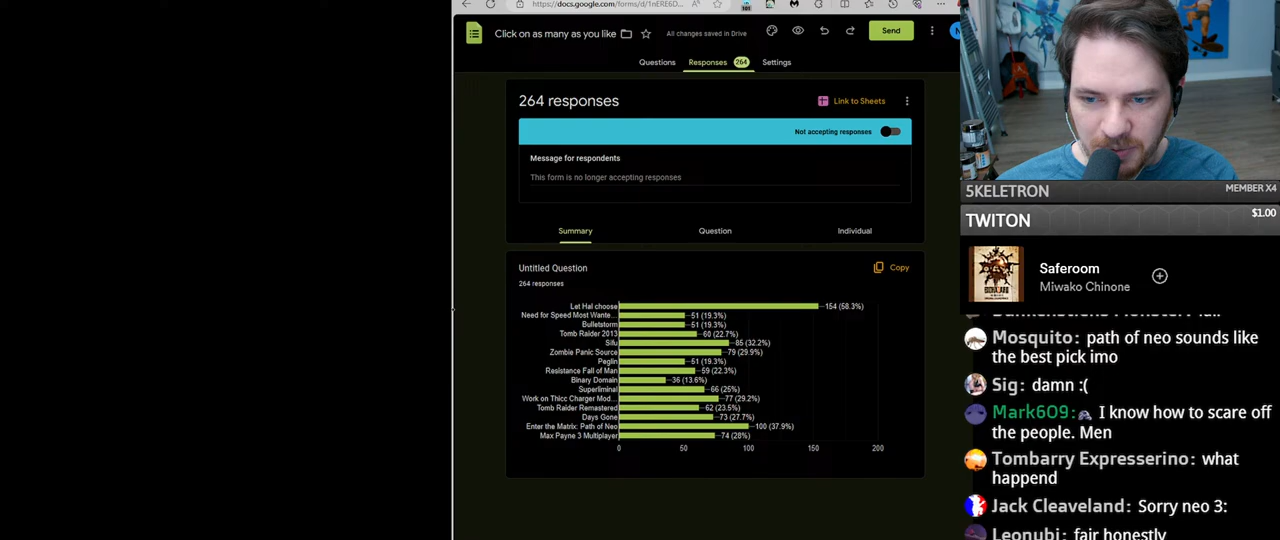 https://docs.google.com/forms/d/1nERE6D...
101
Click on as many as you like
All changes saved in Drive
Send
Questions
Responses 264
Settings
264 responses
Link to Sheets
Not accepting responses
Message for respondents
This form is no longer accepting responses
Summary
Question
Individual
Untitled Question
Copy
264 responses
Let Hal choose 154 (58.3%)
Need for Speed Most Wante... 51 (19.3%)
Bulletstorm 51 (19.3%)
Tomb Raider 2013 60 (22.7%)
Sifu 85 (32.2%)
Zombie Panic Source 79 (29.9%)
Peglin 51 (19.3%)
Resistance Fall of Man 59 (22.3%)
Binary Domain 36 (13.6%)
Superliminal 66 (25%)
Work on Thicc Charger Mod... 77 (29.2%)
Tomb Raider Remastered 62 (23.5%)
Days Gone 73 (27.7%)
Enter the Matrix: Path of Neo 100 (37.9%)
Max Payne 3 Multiplayer 74 (28%)
0 50 100 150 200
5KELETRON
MEMBER X4
TWITON
$1.00
Saferoom
Miwako Chinone
Mosquito: path of neo sounds like
the best pick imo
Sig: damn :(
Mark609: I know how to scare off
the people. Men
Tombarry Expresserino: what
happend
Jack Cleaveland: Sorry neo 3:
Leonubi: fair honestly